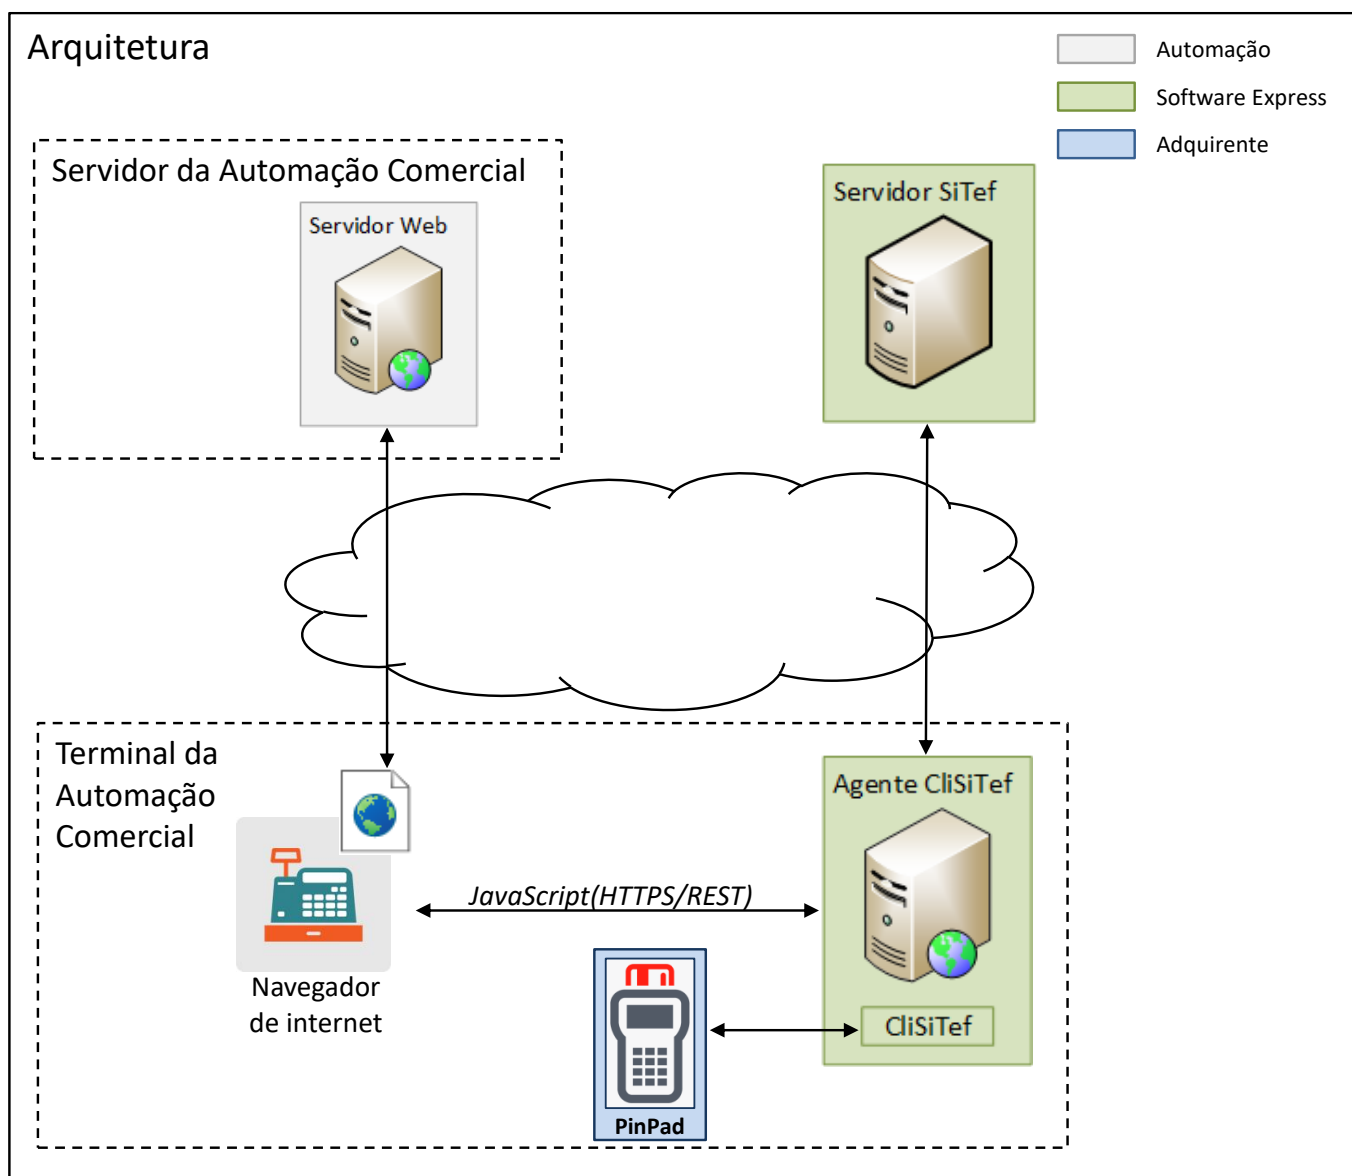 Arquitetura
Automação
Software Express
Adquirente
Servidor da Automação Comercial
Servidor Web
Servidor SiTef
Terminal da
Automação
Comercial
Navegador
de internet
JavaScript(HTTPS/REST)
Agente CliSiTef
CliSiTef
PinPad